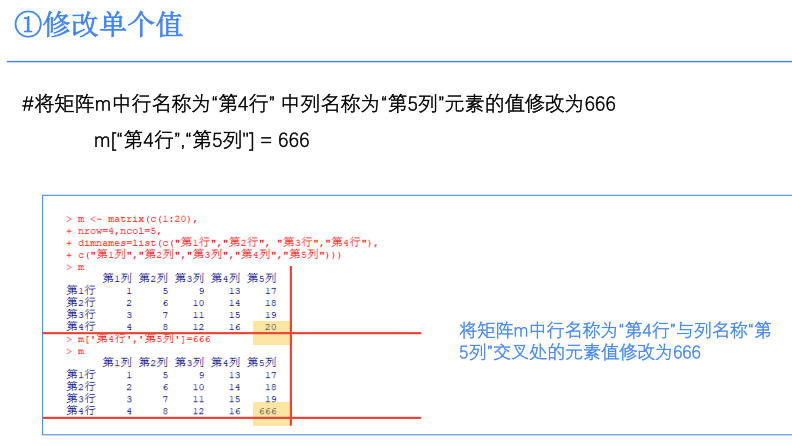 ①修改单个值
#将矩阵m中行名称为“第4行” 中列名称为“第5列”元素的值修改为666
m[“第4行”,“第5列"] = 666
> m <- matrix(c(1:20),
+ nrow=4,ncol=5,
+ dimnames=list(c("第1行","第2行", "第3行","第4行"),
+ c("第1列","第2列","第3列","第4列","第5列")))
> m
第1列 第2列 第3列 第4列 第5列
第1行 1 5 9 13 17
第2行 2 6 10 14 18
第3行 3 7 11 15 19
第4行 4 8 12 16 20
> m['第4行','第5列']=666
> m
第1列 第2列 第3列 第4列 第5列
第1行 1 5 9 13 17
第2行 2 6 10 14 18
第3行 3 7 11 15 19
第4行 4 8 12 16 666
将矩阵m中行名称为“第4行”与列名称“第
5列”交叉处的元素值修改为666